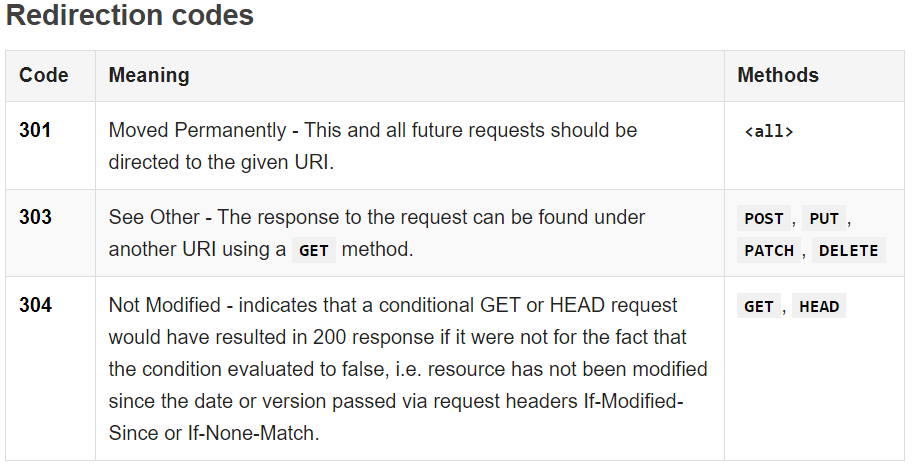 Redirection codes
Code Meaning Methods
301 Moved Permanently - This and all future requests should be <all>
directed to the given URI.
303 See Other - The response to the request can be found under POST , PUT ,
another URI using a GET method. PATCH , DELETE
304 Not Modified - indicates that a conditional GET or HEAD request GET , HEAD
would have resulted in 200 response if it were not for the fact that
the condition evaluated to false, i.e. resource has not been modified
since the date or version passed via request headers If-Modified-
Since or If-None-Match.